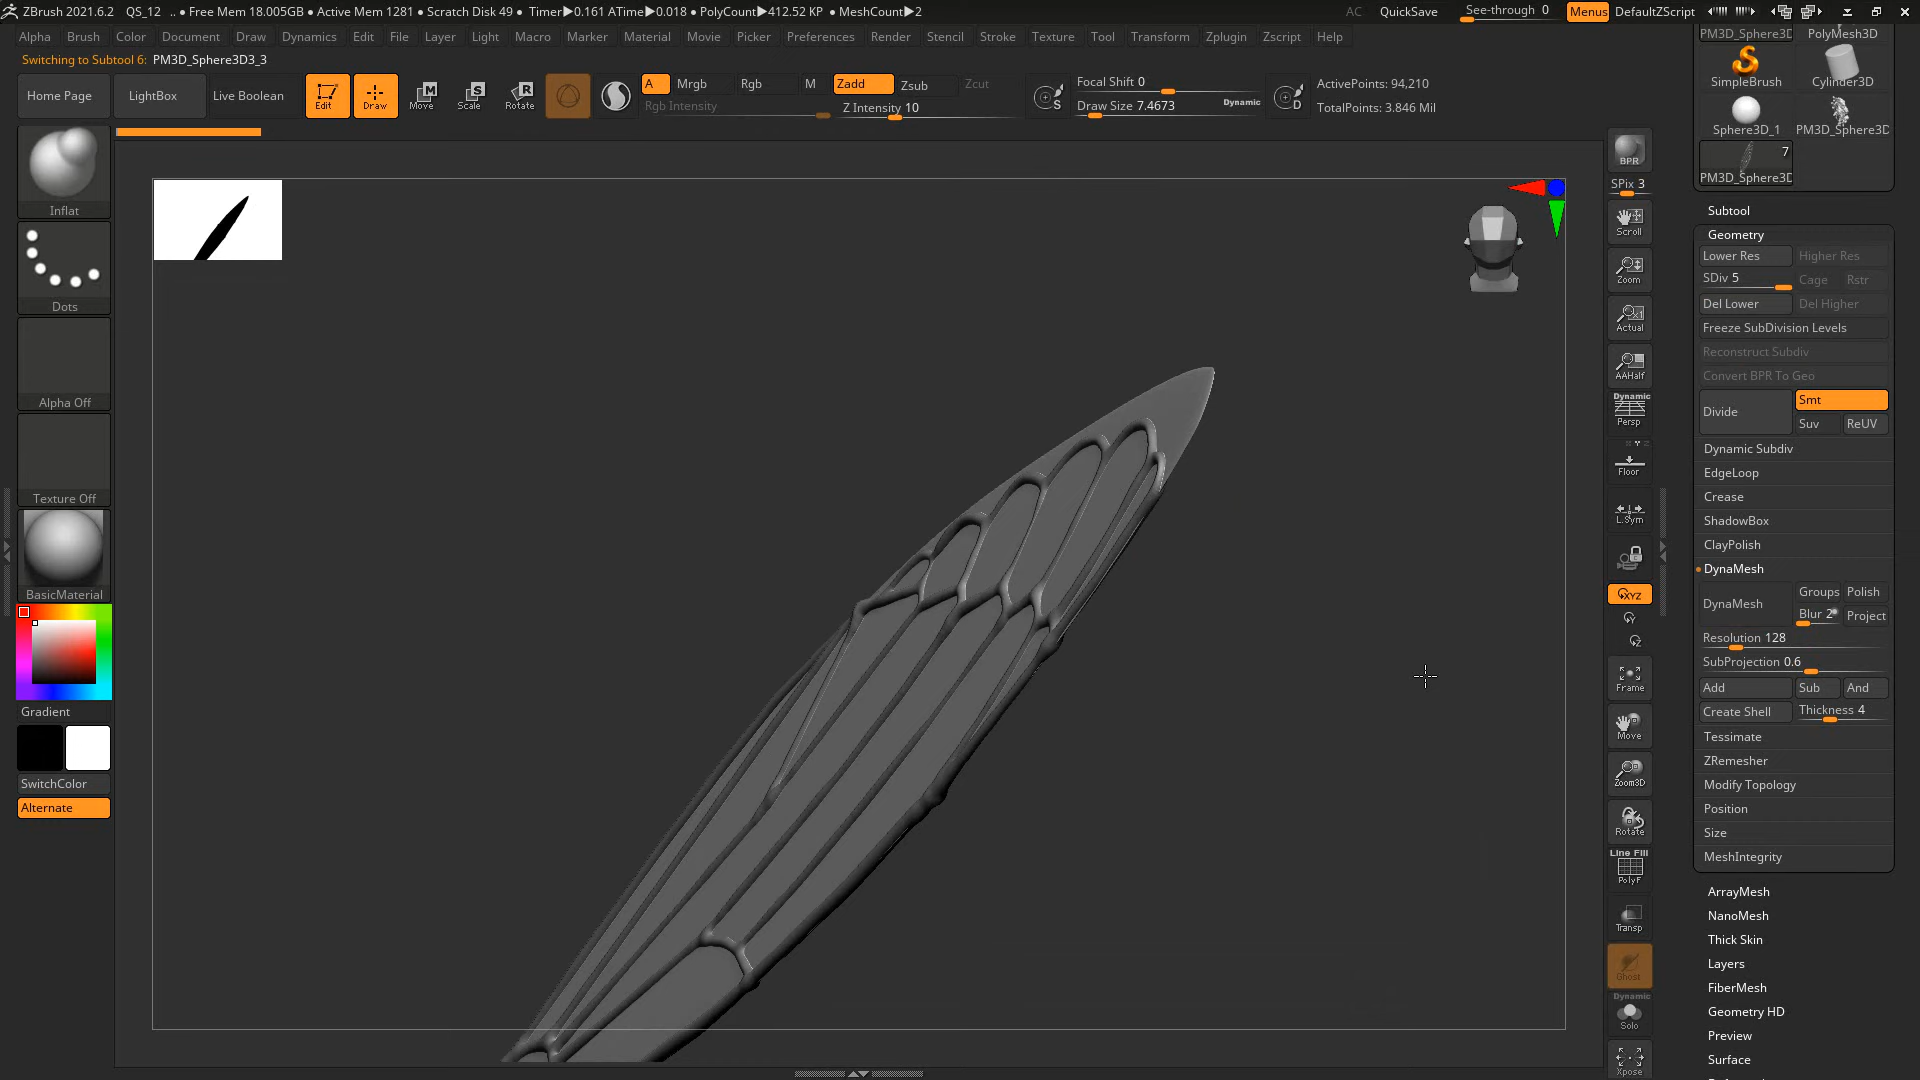 ZBrush 2021.6.2 QS_12 .. ● Free Mem 18.005GB ● Active Mem 1281 ● Scratch Disk 49 ● Timer▶0.161 ATime▶0.018 ● PolyCount▶412.52 KP ● MeshCount▶2
AC QuickSave See-through 0 Menus DefaultZScript
Alpha Brush Color Document Draw Dynamics Edit File Layer Light Macro Marker Material Movie Picker Preferences Render Stencil Stroke Texture Tool Transform Zplugin Zscript Help
Switching to Subtool 6: PM3D_Sphere3D3_3
Home Page LightBox Live Boolean Edit Draw Move Scale Rotate
A Mrgb Rgb M Zadd Zsub Zcut
Rgb Intensity Z Intensity 10
Focal Shift 0
Draw Size 7.4673 Dynamic
ActivePoints: 94,210
TotalPoints: 3.846 Mil
Inflat
Dots
Alpha Off
Texture Off
BasicMaterial
Gradient
SwitchColor
Alternate
BPR
SPix 3
Scroll
Zoom
Actual
AAHalf
Dynamic
Persp
Floor
L.Sym
XYZ
Frame
Move
Zoom3D
Rotate
Line Fill
PolyF
Transp
Ghost
Dynamic
Solo
Xpose
PM3D_Sphere3D PolyMesh3D
SimpleBrush Cylinder3D
Sphere3D_1 PM3D_Sphere3D
7
PM3D_Sphere3D
Subtool
Geometry
Lower Res Higher Res
SDiv 5 Cage Rstr
Del Lower Del Higher
Freeze SubDivision Levels
Reconstruct Subdiv
Convert BPR To Geo
Divide Smt
Suv ReUV
Dynamic Subdiv
EdgeLoop
Crease
ShadowBox
ClayPolish
DynaMesh
DynaMesh Groups Polish
Blur 2 Project
Resolution 128
SubProjection 0.6
Add Sub And
Create Shell Thickness 4
Tessimate
ZRemesher
Modify Topology
Position
Size
MeshIntegrity
ArrayMesh
NanoMesh
Thick Skin
Layers
FiberMesh
Geometry HD
Preview
Surface